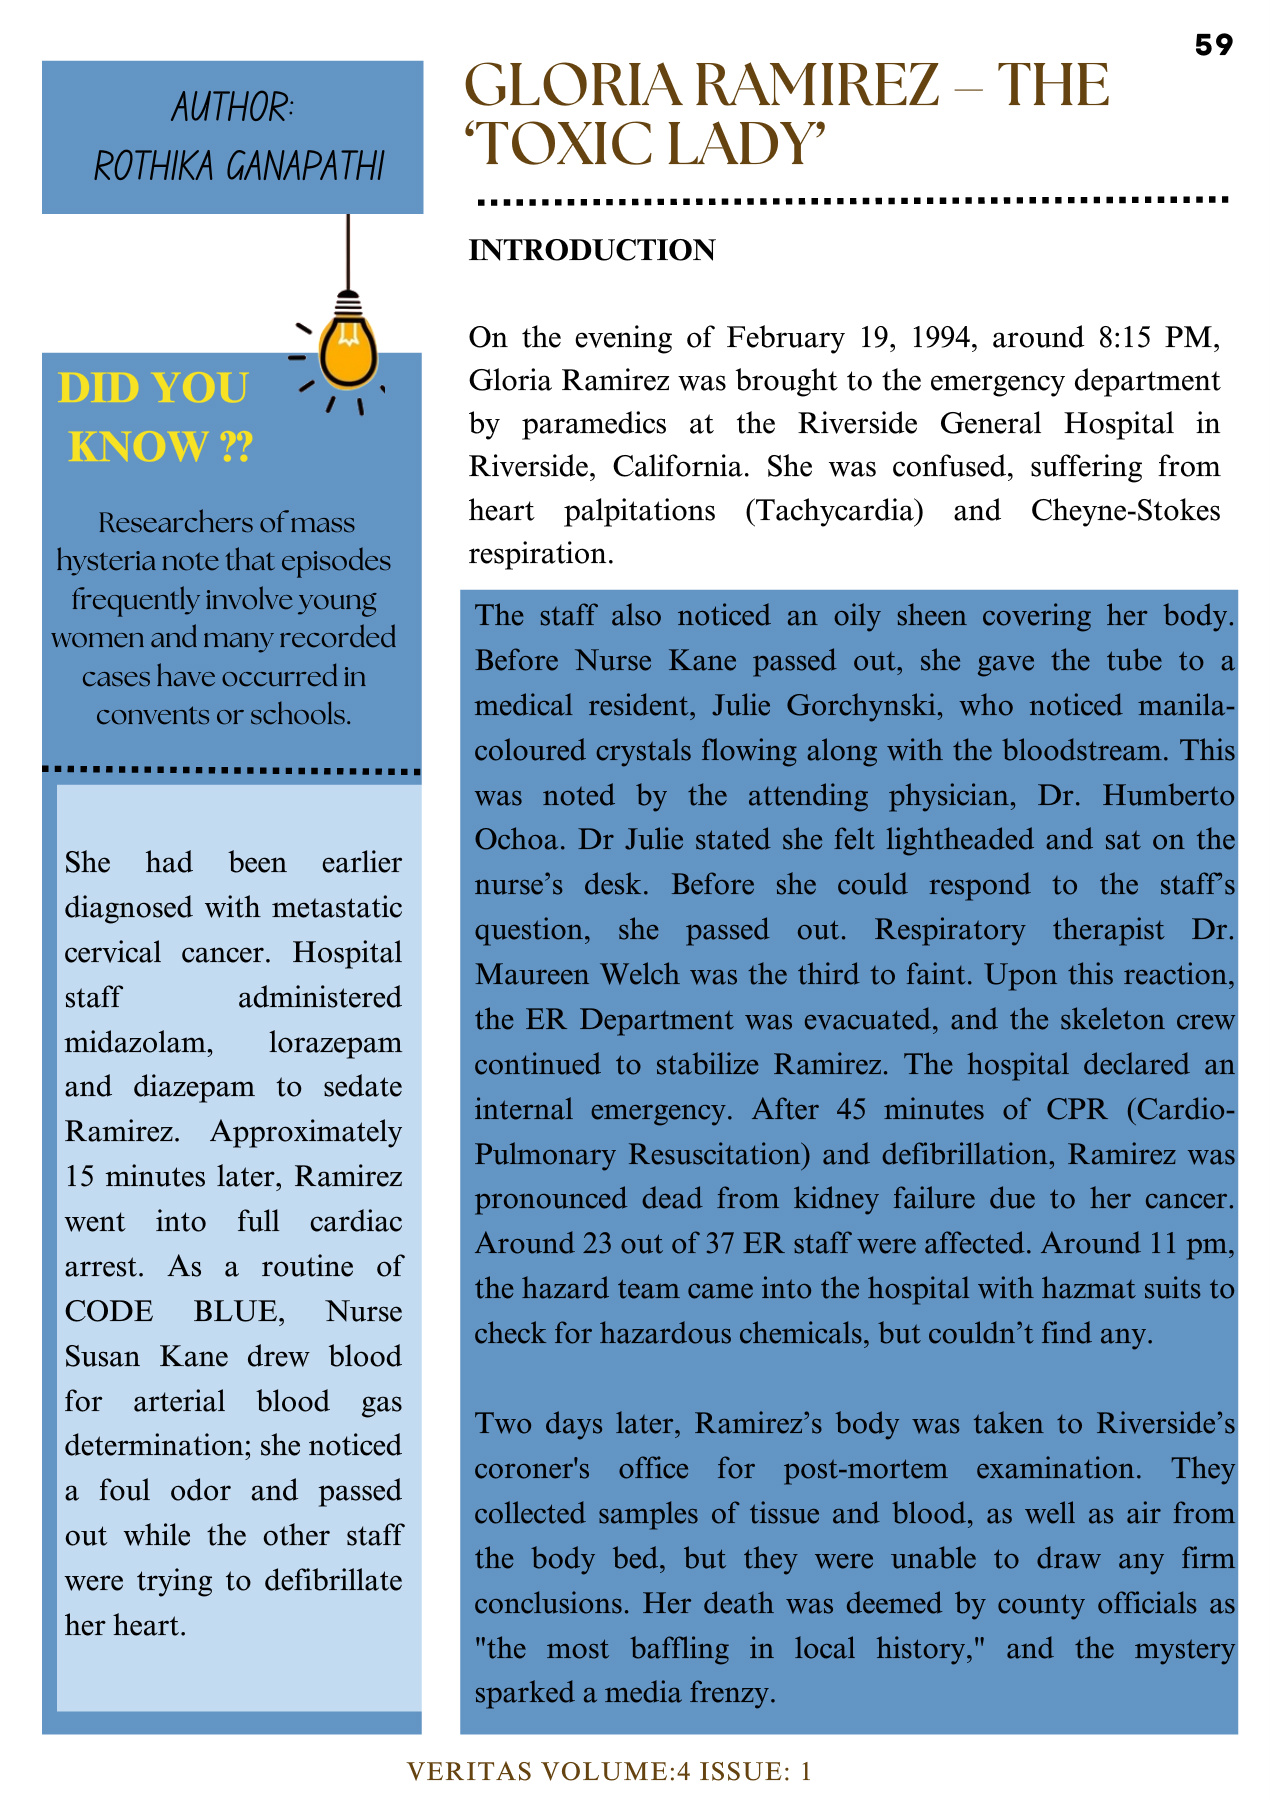 59
AUTHOR:
ROTHIKA GANAPATHI
GLORIA RAMIREZ – THE
‘TOXIC LADY’
INTRODUCTION
On the evening of February 19, 1994, around 8:15 PM,
Gloria Ramirez was brought to the emergency department
by paramedics at the Riverside General Hospital in
Riverside, California. She was confused, suffering from
heart palpitations (Tachycardia) and Cheyne-Stokes
respiration.
DID YOU
KNOW ??
Researchers of mass
hysteria note that episodes
frequently involve young
women and many recorded
cases have occurred in
convents or schools.
She had been earlier
diagnosed with metastatic
cervical cancer. Hospital
staff administered
midazolam, lorazepam
and diazepam to sedate
Ramirez. Approximately
15 minutes later, Ramirez
went into full cardiac
arrest. As a routine of
CODE BLUE, Nurse
Susan Kane drew blood
for arterial blood gas
determination; she noticed
a foul odor and passed
out while the other staff
were trying to defibrillate
her heart.
The staff also noticed an oily sheen covering her body.
Before Nurse Kane passed out, she gave the tube to a
medical resident, Julie Gorchynski, who noticed manila-
coloured crystals flowing along with the bloodstream. This
was noted by the attending physician, Dr. Humberto
Ochoa. Dr Julie stated she felt lightheaded and sat on the
nurse’s desk. Before she could respond to the staff’s
question, she passed out. Respiratory therapist Dr.
Maureen Welch was the third to faint. Upon this reaction,
the ER Department was evacuated, and the skeleton crew
continued to stabilize Ramirez. The hospital declared an
internal emergency. After 45 minutes of CPR (Cardio-
Pulmonary Resuscitation) and defibrillation, Ramirez was
pronounced dead from kidney failure due to her cancer.
Around 23 out of 37 ER staff were affected. Around 11 pm,
the hazard team came into the hospital with hazmat suits to
check for hazardous chemicals, but couldn’t find any.
Two days later, Ramirez’s body was taken to Riverside’s
coroner's office for post-mortem examination. They
collected samples of tissue and blood, as well as air from
the body bed, but they were unable to draw any firm
conclusions. Her death was deemed by county officials as
"the most baffling in local history," and the mystery
sparked a media frenzy.
VERITAS VOLUME:4 ISSUE: 1